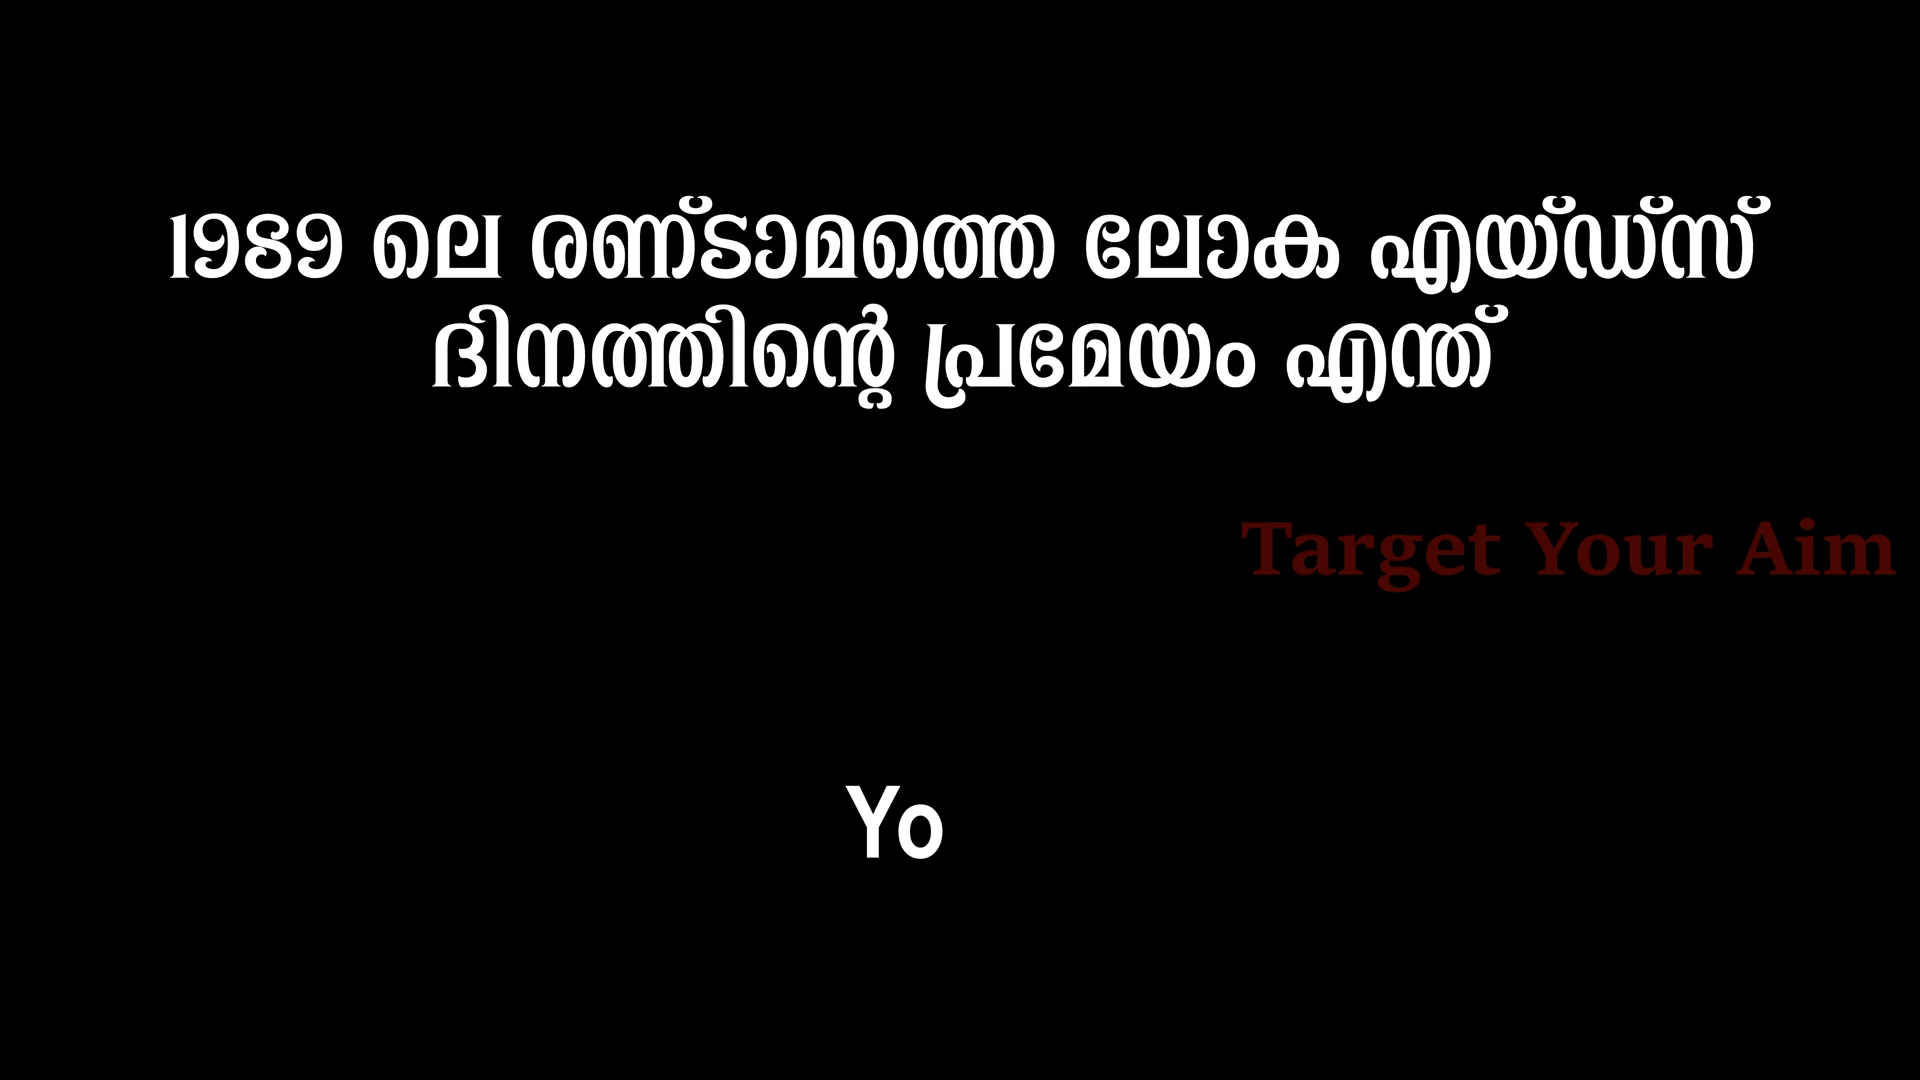 1989 ലെ രണ്ടാമത്തെ ലോക എയ്ഡ്സ്
ദിനത്തിന്റെ പ്രമേയം എന്ത്
Target Your Aim
Yo